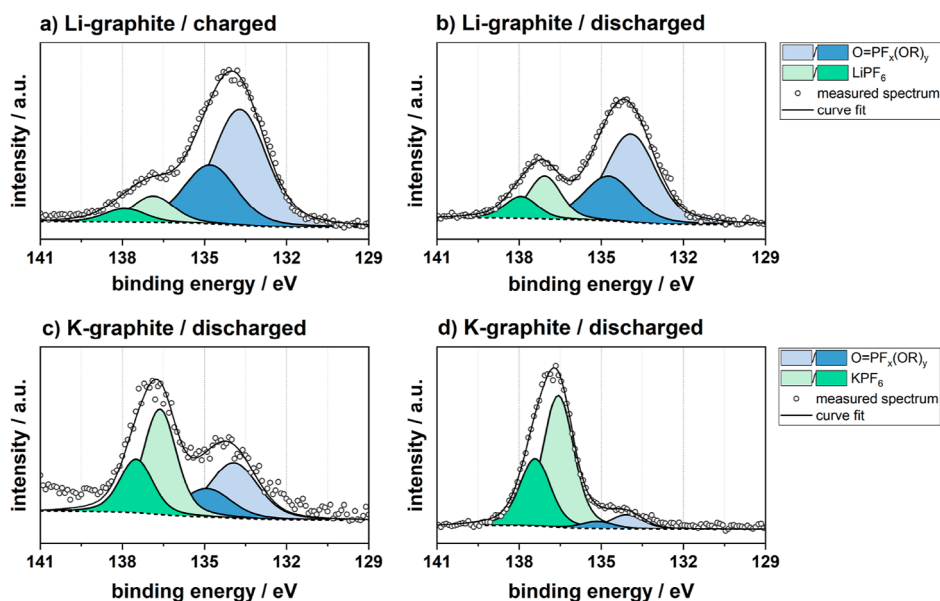 a) Li-graphite / charged
b) Li-graphite / discharged
intensity / a.u.
141 138 135 132 129
binding energy / eV
intensity / a.u.
141 138 135 132 129
binding energy / eV
/ O=PFₓ(OR)ᵧ
/ LiPF₆
measured spectrum
curve fit
c) K-graphite / discharged
d) K-graphite / discharged
intensity / a.u.
141 138 135 132 129
binding energy / eV
intensity / a.u.
141 138 135 132 129
binding energy / eV
/ O=PFₓ(OR)ᵧ
/ KPF₆
measured spectrum
curve fit